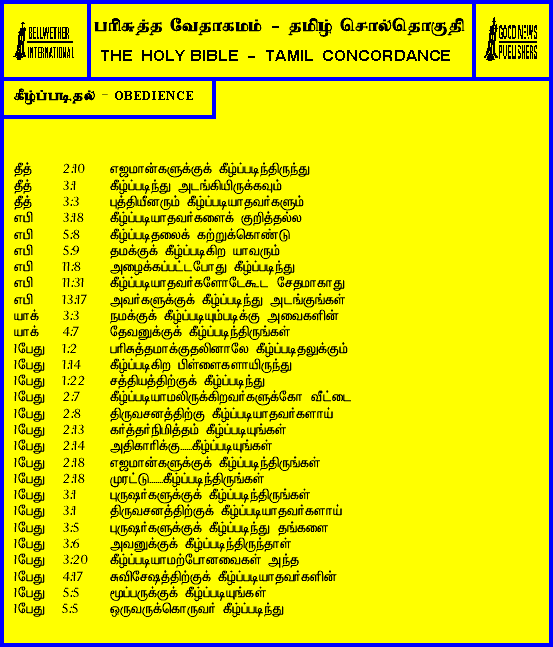 BELLWETHER
INTERNATIONAL
பரிசுத்த வேதாகமம் - தமிழ் சொல்தொகுதி
THE HOLY BIBLE - TAMIL CONCORDANCE
GOOD NEWS
PUBLISHERS
கீழ்ப்படிதல் - OBEDIENCE
தீத் 2:10 எஜமான்களுக்குக் கீழ்ப்படிந்திருந்து
தீத் 3:1 கீழ்ப்படிந்து அடங்கியிருக்கவும்
தீத் 3:3 புத்தியீனரும் கீழ்ப்படியாதவர்களும்
எபி 3:18 கீழ்ப்படியாதவர்களைக் குறித்தல்ல
எபி 5:8 கீழ்ப்படிதலைக் கற்றுக்கொண்டு
எபி 5:9 தமக்குக் கீழ்ப்படிகிற யாவரும்
எபி 11:8 அழைக்கப்பட்டபோது கீழ்ப்படிந்து
எபி 11:31 கீழ்ப்படியாதவர்களோடேகூட சேதமாகாது
எபி 13:17 அவர்களுக்குக் கீழ்ப்படிந்து அடங்குங்கள்
யாக் 3:3 நமக்குக் கீழ்ப்படியும்படிக்கு அவைகளின்
யாக் 4:7 தேவனுக்குக் கீழ்ப்படிந்திருங்கள்
1பேது 1:2 பரிசுத்தமாக்குதலினாலே கீழ்ப்படிதலுக்கும்
1பேது 1:14 கீழ்ப்படிகிற பிள்ளைகளாயிருந்து
1பேது 1:22 சத்தியத்திற்குக் கீழ்ப்படிந்து
1பேது 2:7 கீழ்ப்படியாமலிருக்கிறவர்களுக்கோ வீட்டை
1பேது 2:8 திருவசனத்திற்கு கீழ்ப்படியாதவர்களாய்
1பேது 2:13 கர்த்தர்நிமித்தம் கீழ்ப்படியுங்கள்
1பேது 2:14 அதிகாரிக்கு.....கீழ்ப்படியுங்கள்
1பேது 2:18 எஜமான்களுக்குக் கீழ்ப்படிந்திருங்கள்
1பேது 2:18 முரட்டு......கீழ்ப்படிந்திருங்கள்
1பேது 3:1 புருஷர்களுக்குக் கீழ்ப்படிந்திருங்கள்
1பேது 3:1 திருவசனத்திற்குக் கீழ்ப்படியாதவர்களாய்
1பேது 3:5 புருஷர்களுக்குக் கீழ்ப்படிந்து தங்களை
1பேது 3:6 அவனுக்குக் கீழ்ப்படிந்திருந்தாள்
1பேது 3:20 கீழ்ப்படியாமற்போனவைகள் அந்த
1பேது 4:17 சுவிசேஷத்திற்குக் கீழ்ப்படியாதவர்களின்
1பேது 5:5 மூப்பருக்குக் கீழ்ப்படியுங்கள்
1பேது 5:5 ஒருவருக்கொருவர் கீழ்ப்படிந்து